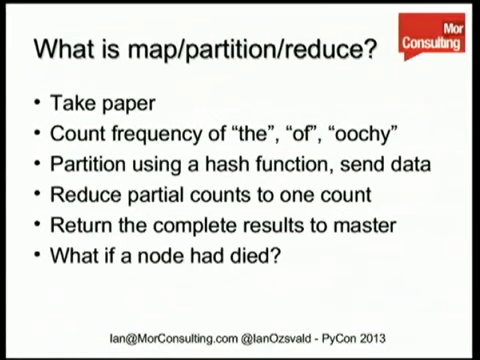 What is map/partition/reduce?
Mor
Consulting
• Take paper
• Count frequency of “the”, “of”, “oochy”
• Partition using a hash function, send data
• Reduce partial counts to one count
• Return the complete results to master
• What if a node had died?
Ian@MorConsulting.com @IanOzsvald - PyCon 2013